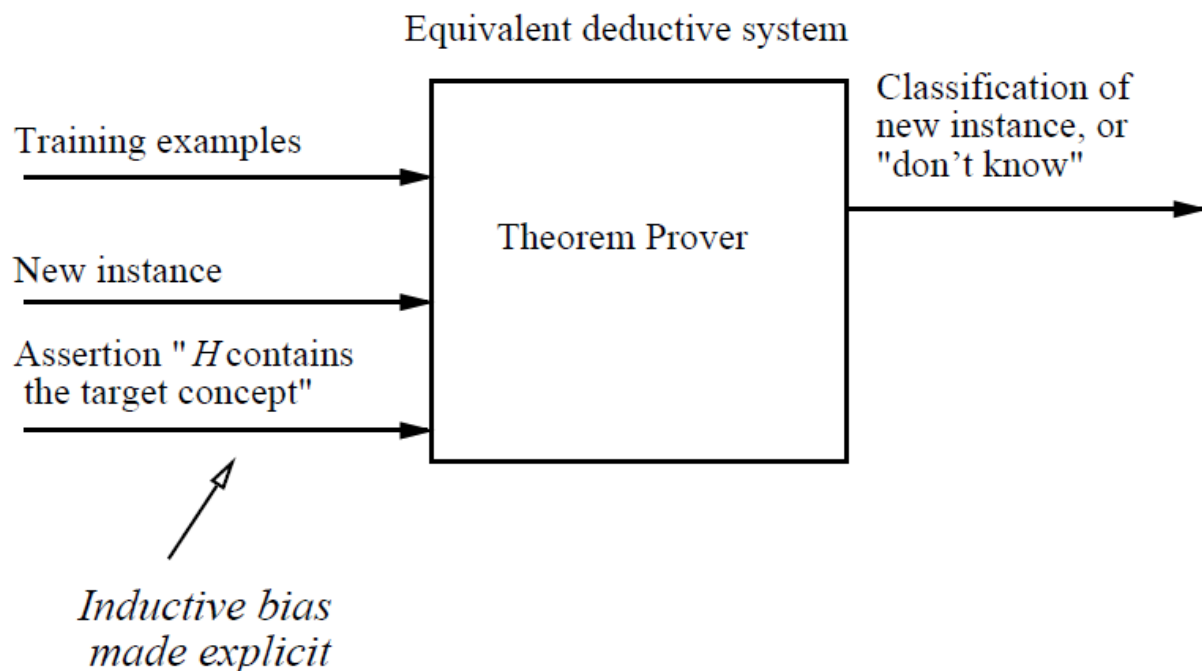 Equivalent deductive system
Training examples
New instance
Assertion " H contains
the target concept"
Theorem Prover
Classification of
new instance, or
"don’t know"
Inductive bias
made explicit